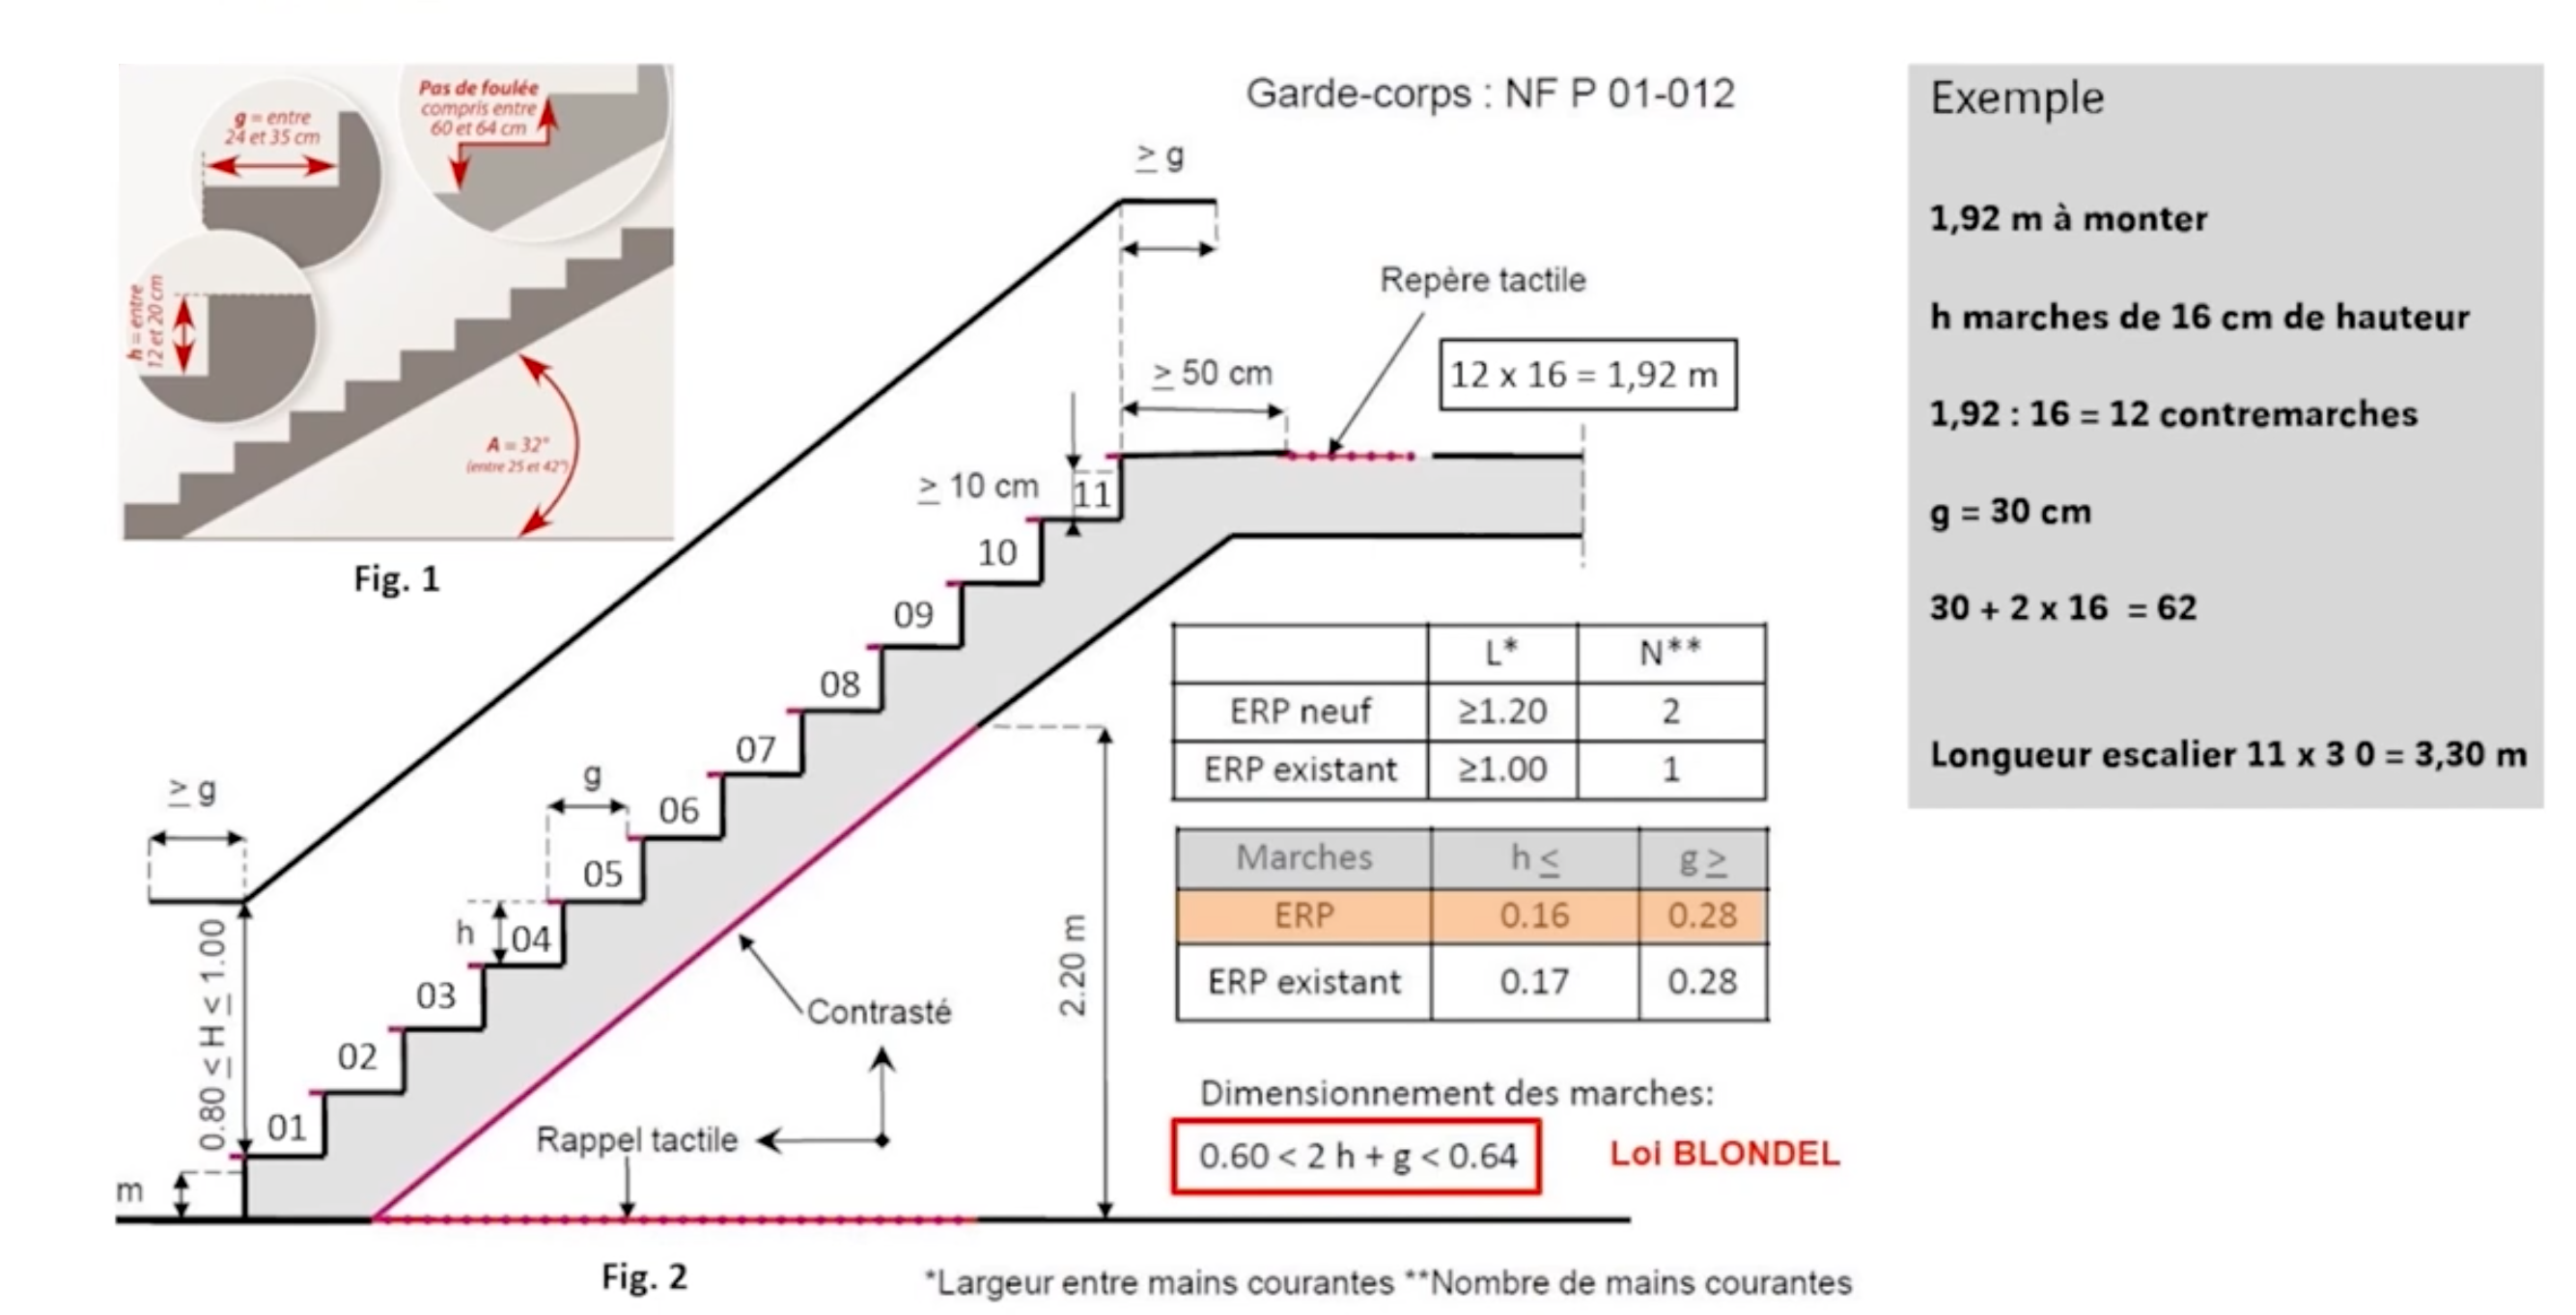 g = entre
24 et 35 cm
Pas de foulée
compris entre
60 et 64 cm
h = entre
12 et 20 cm
A = 32°
(entre 25 et 42°)
Fig. 1
Garde-corps : NF P 01-012
≥ g
Repère tactile
≥ 50 cm
12 x 16 = 1,92 m
≥ 10 cm
11
10
09
08
07
06
05
04
03
02
01
g
h
≥ g
0.80 ≤ H ≤ 1.00
m
Contrasté
Rappel tactile
2.20 m
L* N**
ERP neuf ≥1.20 2
ERP existant ≥1.00 1
Marches h ≤ g ≥
ERP 0.16 0.28
ERP existant 0.17 0.28
Dimensionnement des marches:
0.60 < 2 h + g < 0.64 Loi BLONDEL
Fig. 2
*Largeur entre mains courantes **Nombre de mains courantes
Exemple
1,92 m à monter
h marches de 16 cm de hauteur
1,92 : 16 = 12 contremarches
g = 30 cm
30 + 2 x 16 = 62
Longueur escalier 11 x 3 0 = 3,30 m